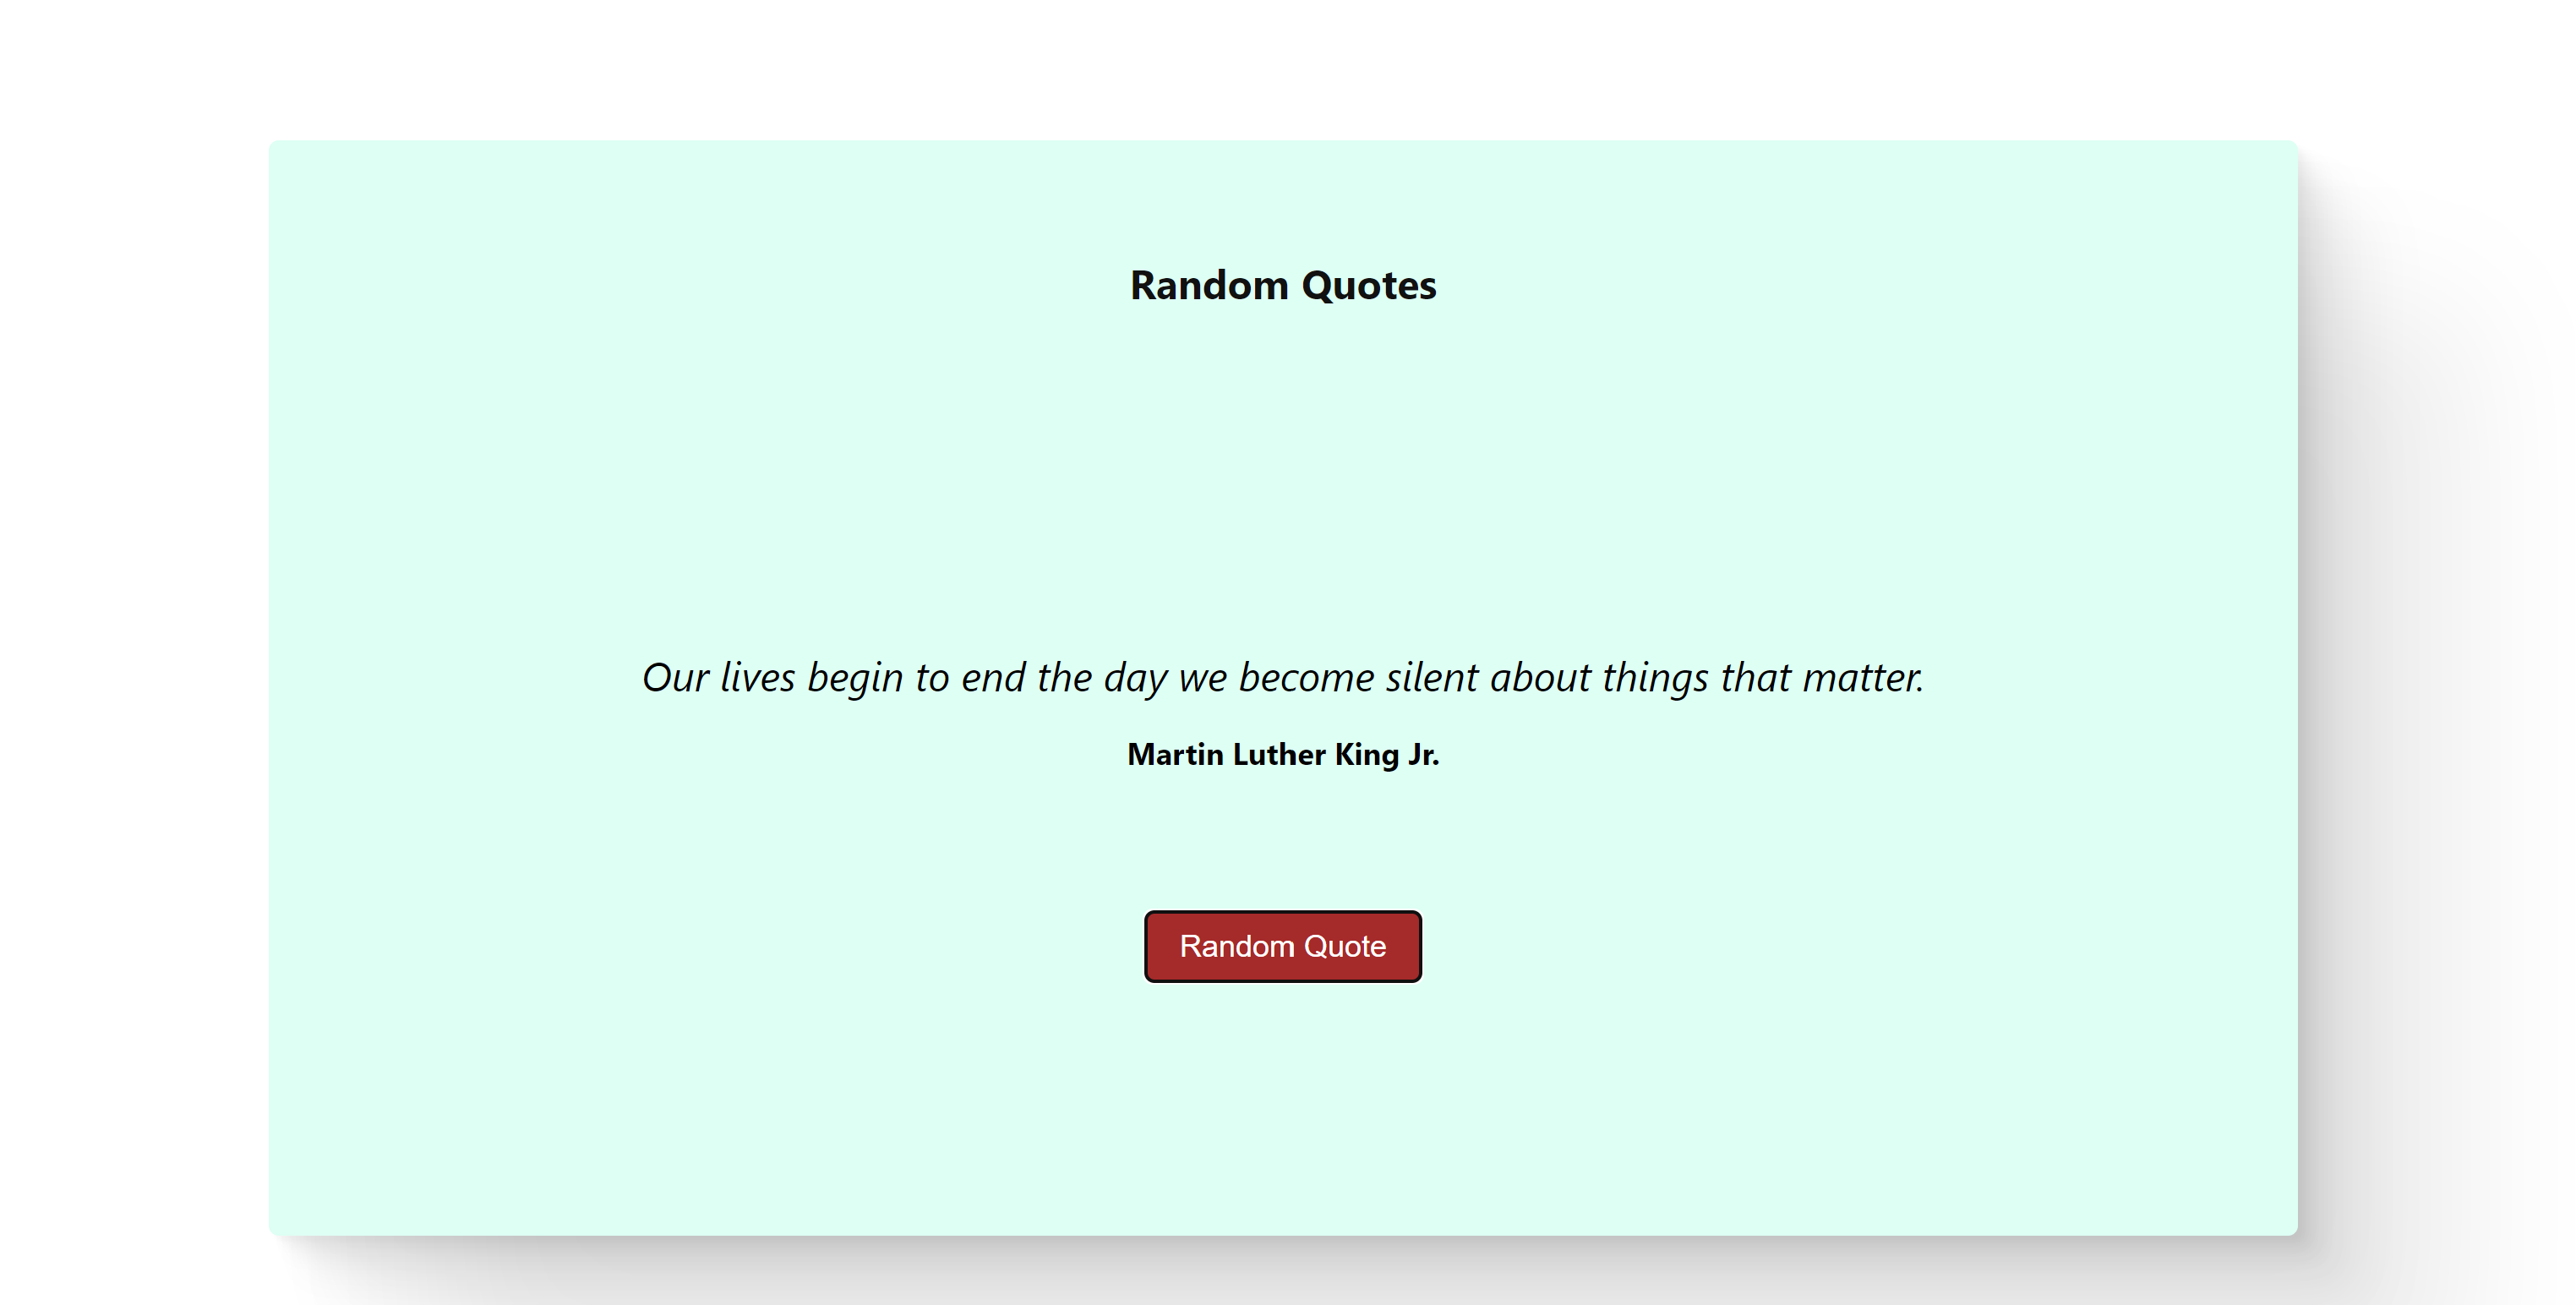 Random Quotes
Our lives begin to end the day we become silent about things that matter.
Martin Luther King Jr.
Random Quote